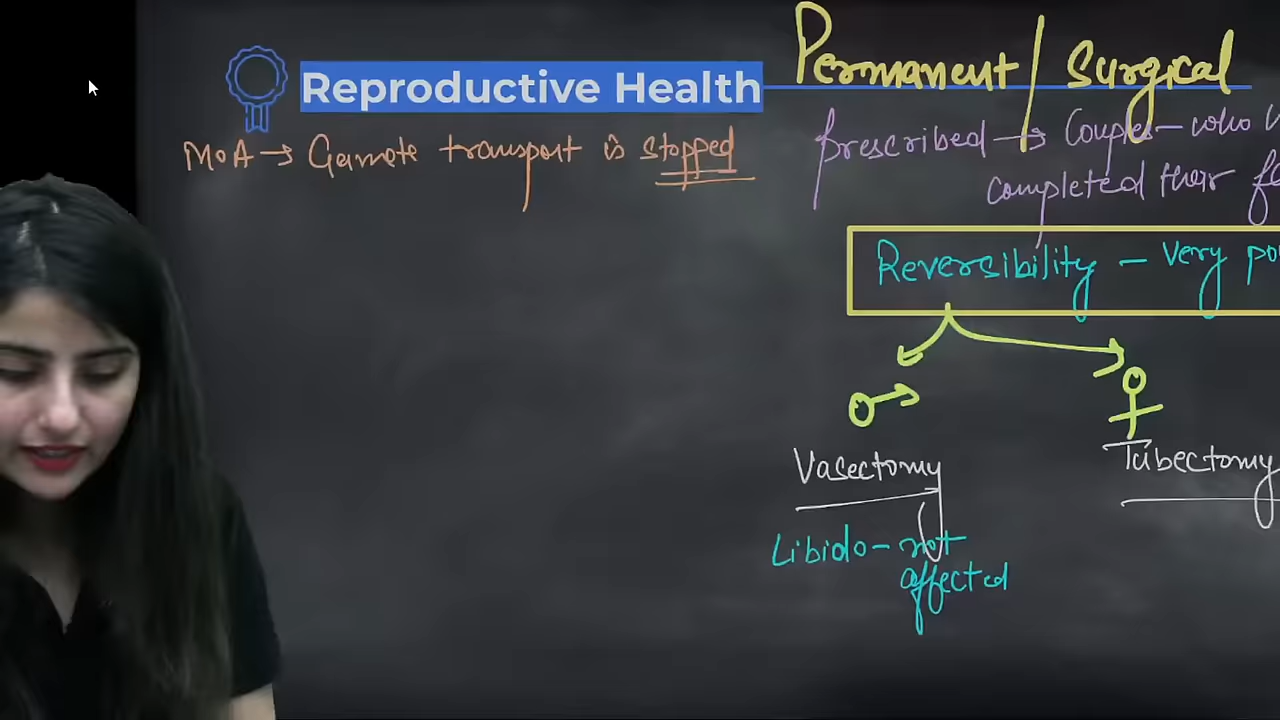 Reproductive Health
Permanent/ Surgical
MoA → Gamete transport is stopped
Prescribed → Couple - who
completed their
Reversibility - Very
Vasectomy
Tubectomy
Libido - not
affected